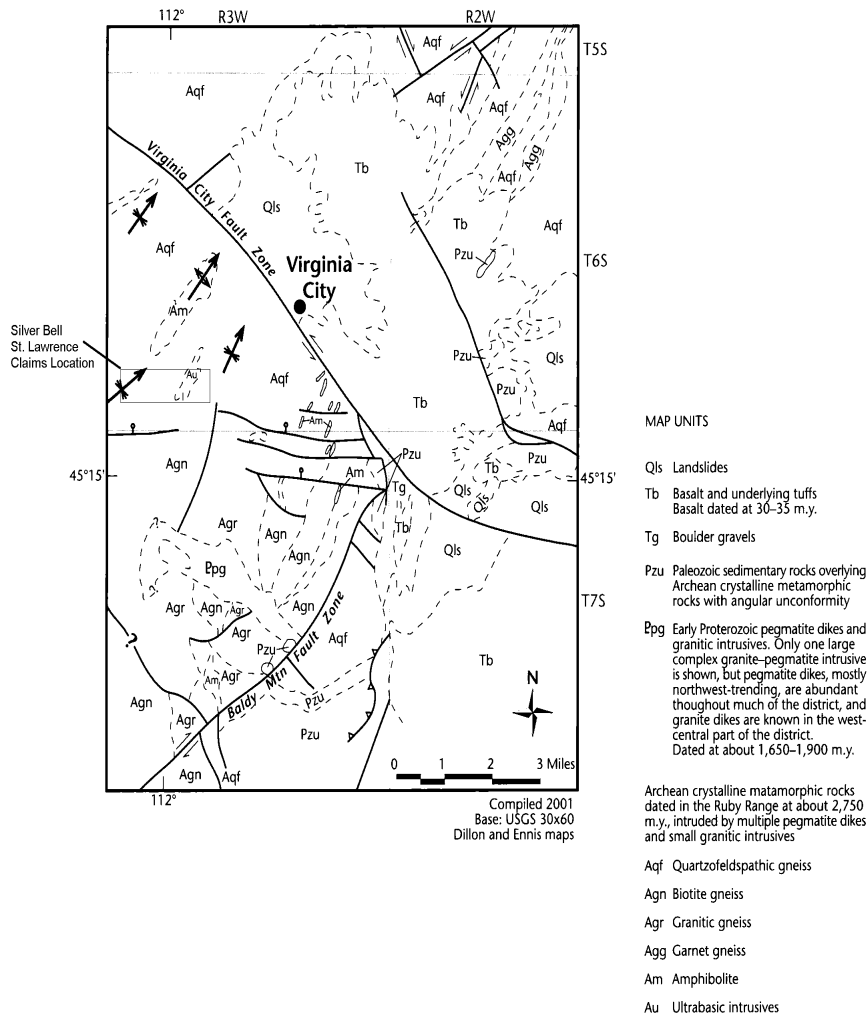 112° R3W R2W
T5S
Aqf
Aqf
Aqf
Aqf
Agg
Agg
Aqf
Virginia City Fault Zone
Tb
Qls
Tb
Aqf
Pzu
T6S
Aqf
Virginia
City
Am
Silver Bell
St. Lawrence
Claims Location
Au
Aqf
Pzu
Qls
Pzu
Tb
Aqf
Am
Pzu
Pzu
Tb
45°15'
Agn
Am
Tg
45°15'
Qls
Qls
Qls
Agr
Agn
Tb
Agn
Qls
?
Ppg
Agr
Agn
Agr
Agn
T7S
Agr
Aqf
Pzu
?
Tb
Am
Agr
Baldy Mtn Fault Zone
Agn
Pzu
N
Agr
Pzu
Agn
Aqf
0 1 2 3 Miles
112°
Compiled 2001
Base: USGS 30x60
Dillon and Ennis maps
MAP UNITS
Qls Landslides
Tb Basalt and underlying tuffs
Basalt dated at 30–35 m.y.
Tg Bouider gravels
Pzu Paleozoic sedimentary rocks overlying
Archean crystalline metamorphic
rocks with angular unconformity
Ppg Early Proterozoic pegmatite dikes and
granitic intrusives. Only one large
complex granite–pegmatite intrusive
is shown, but pegmatite dikes, mostly
northwest-trending, are abundant
thoughout much of the district, and
granite dikes are known in the west-
central part of the district.
Dated at about 1,650–1,900 m.y.
Archean crystalline matamorphic rocks
dated in the Ruby Range at about 2,750
m.y., intruded by multiple pegmatite dikes
and small granitic intrusives
Aqf Quartzofeldspathic gneiss
Agn Biotite gneiss
Agr Granitic gneiss
Agg Garnet gneiss
Am Amphibolite
Au Ultrabasic intrusives